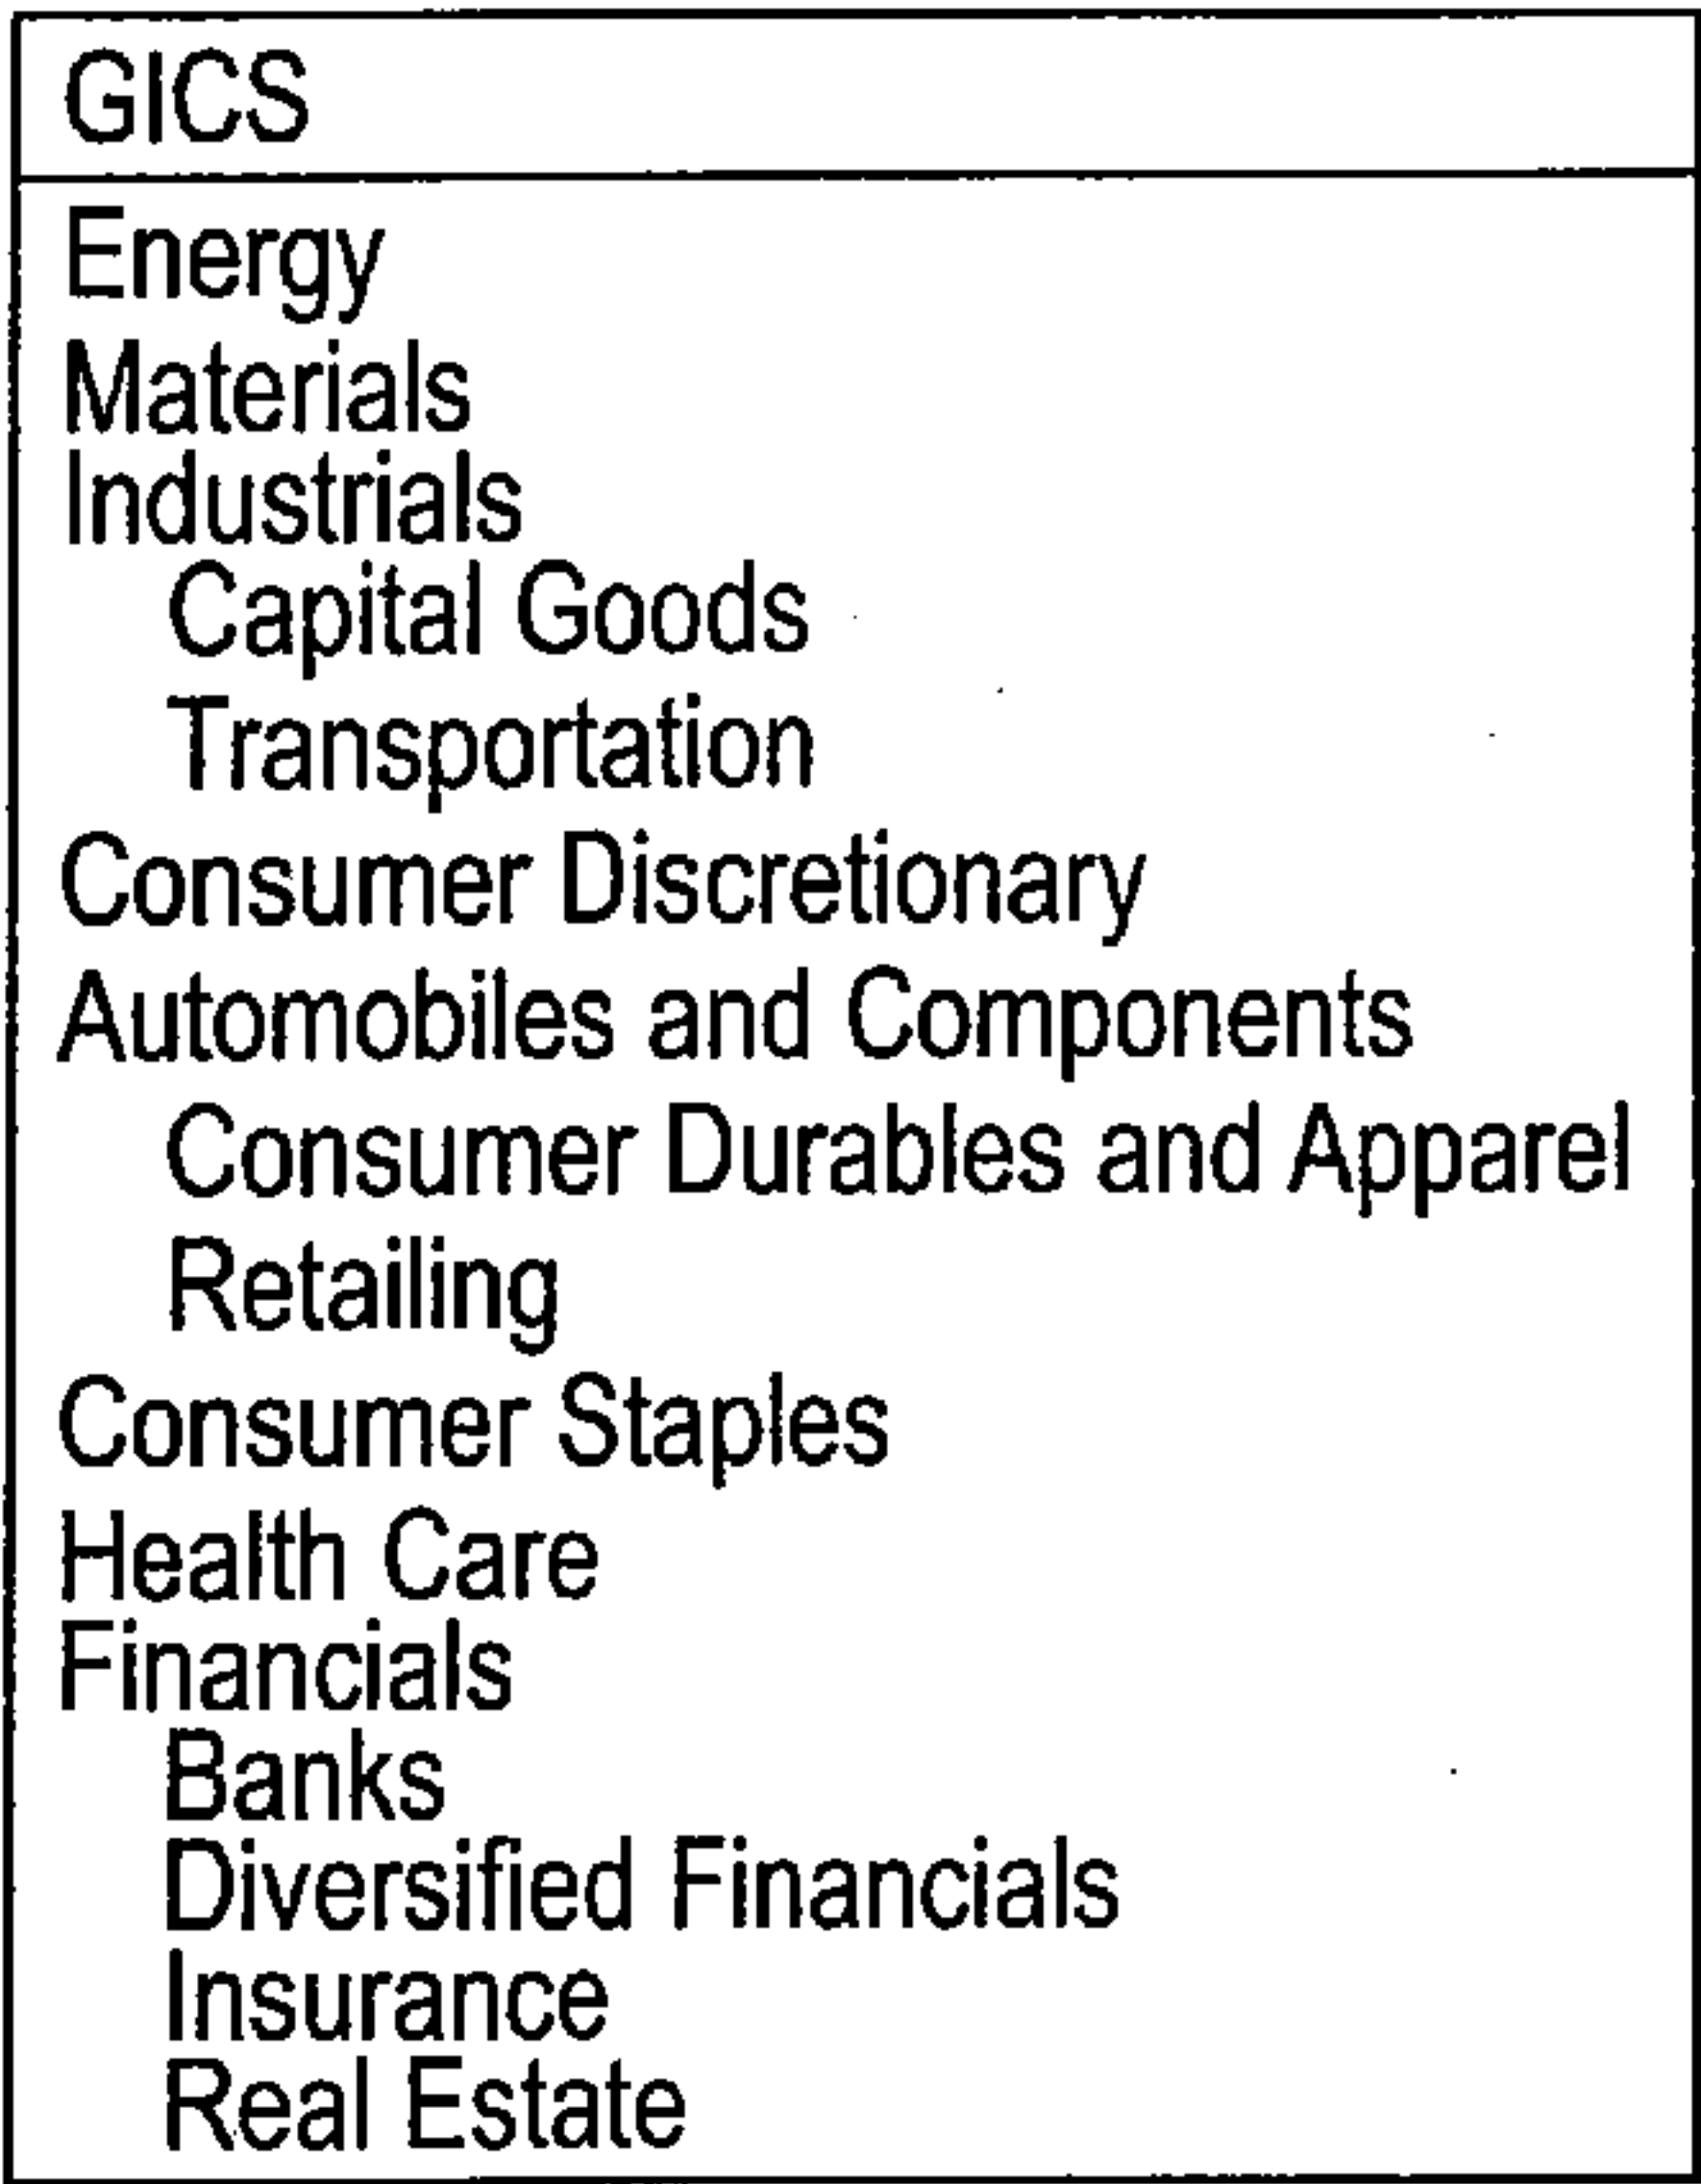 GICS
Energy
Materials
Industrials
Capital Goods
Transportation
Consumer Discretionary
Automobiles and Components
Consumer Durables and Apparel
Retailing
Consumer Staples
Health Care
Financials
Banks
Diversified Financials
Insurance
Real Estate